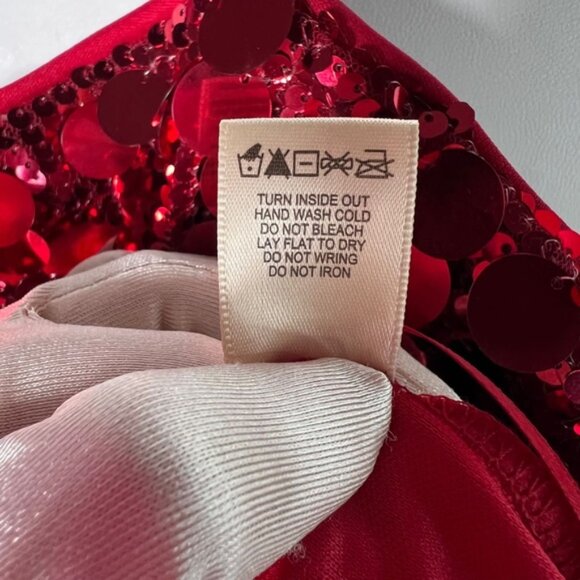 TURN INSIDE OUT
HAND WASH COLD
DO NOT BLEACH
LAY FLAT TO DRY
DO NOT WRING
DO NOT IRON